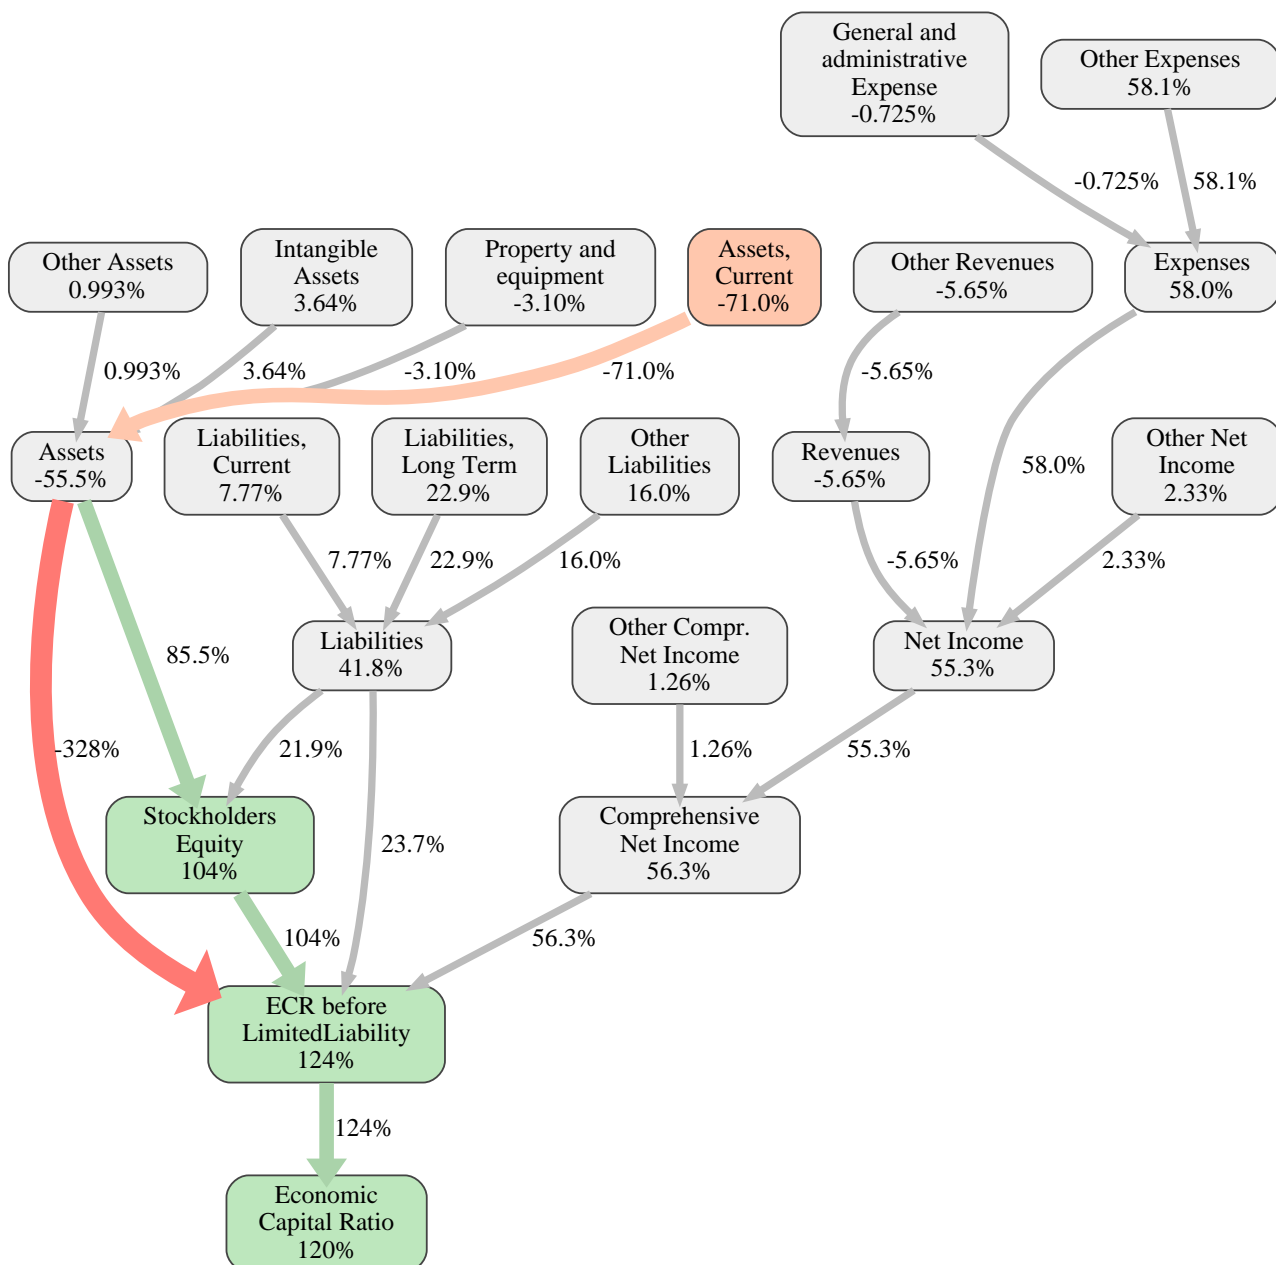 General and
administrative
Expense
-0.725%
Other Expenses
58.1%
-0.725%
58.1%
Other Assets
0.993%
Intangible
Assets
3.64%
Property and
equipment
-3.10%
Assets,
Current
-71.0%
Other Revenues
-5.65%
Expenses
58.0%
0.993%
3.64%
-3.10%
-71.0%
-5.65%
58.0%
Assets
-55.5%
Liabilities,
Current
7.77%
Liabilities,
Long Term
22.9%
Other
Liabilities
16.0%
Revenues
-5.65%
Other Net
Income
2.33%
7.77%
22.9%
16.0%
-5.65%
2.33%
85.5%
Liabilities
41.8%
Other Compr.
Net Income
1.26%
Net Income
55.3%
-328%
21.9%
1.26%
55.3%
Stockholders
Equity
104%
23.7%
Comprehensive
Net Income
56.3%
104%
56.3%
ECR before
LimitedLiability
124%
124%
Economic
Capital Ratio
120%